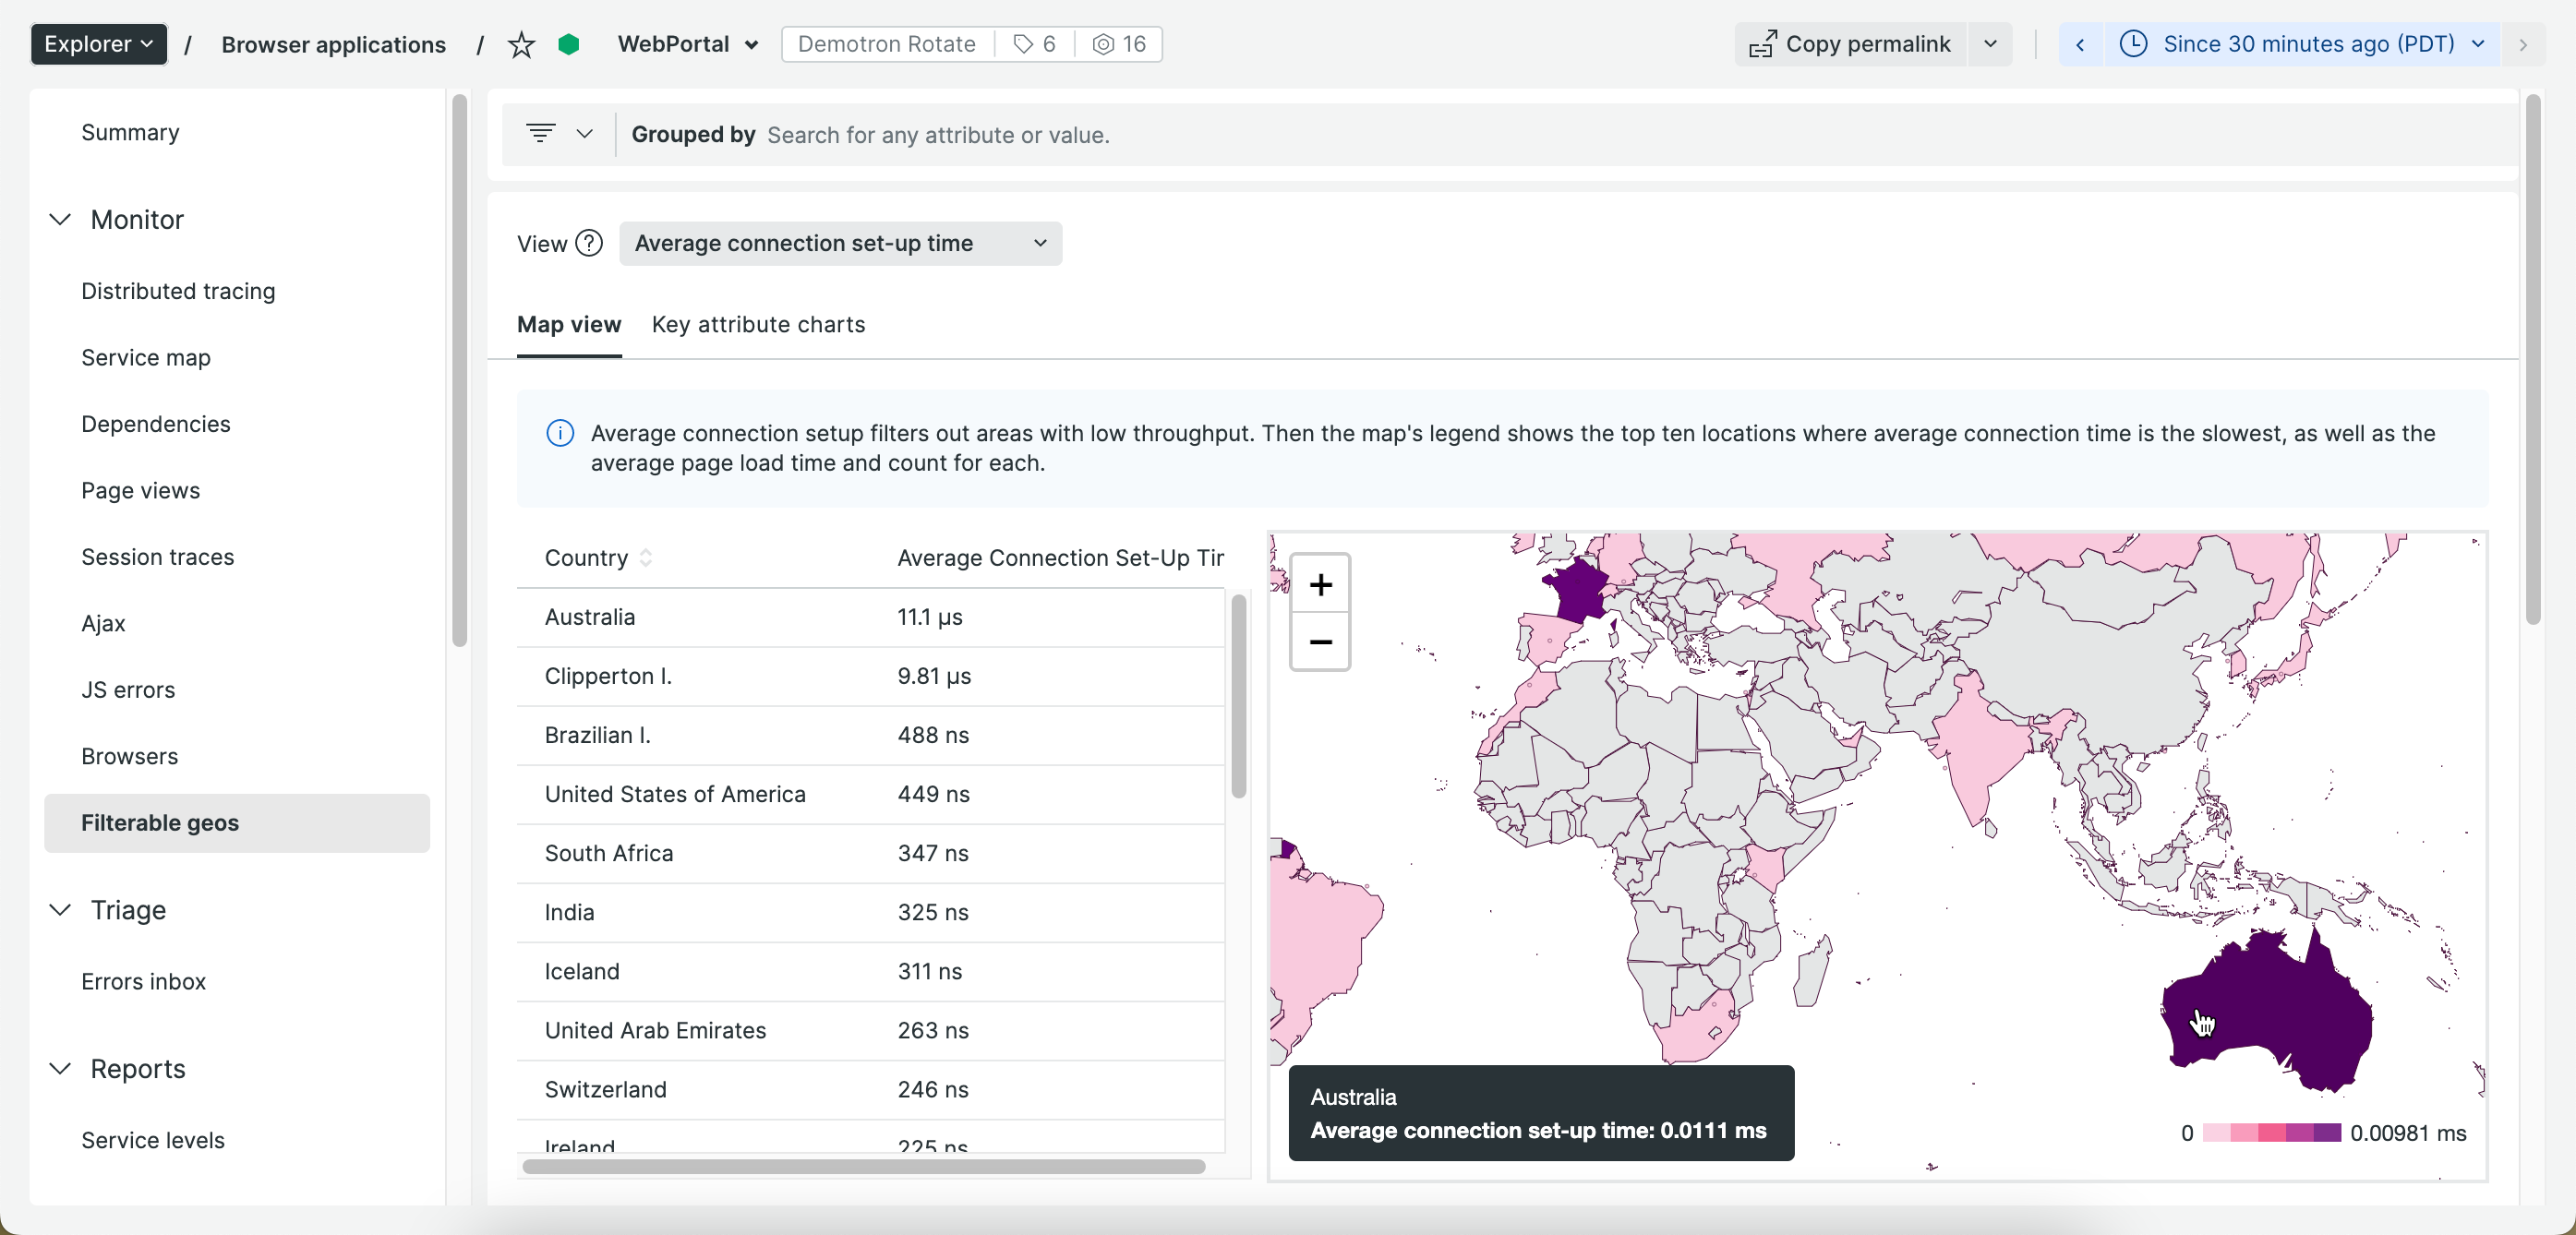 Explorer / Browser applications / WebPortal Demotron Rotate 6 16 Copy permalink Since 30 minutes ago (PDT)
Summary
Monitor
Distributed tracing
Service map
Dependencies
Page views
Session traces
Ajax
JS errors
Browsers
Filterable geos
Triage
Errors inbox
Reports
Service levels
Grouped by Search for any attribute or value.
View ? Average connection set-up time
Map view Key attribute charts
Average connection setup filters out areas with low throughput. Then the map's legend shows the top ten locations where average connection time is the slowest, as well as the
average page load time and count for each.
Country Average Connection Set-Up Tir
Australia 11.1 µs
Clipperton I. 9.81 µs
Brazilian I. 488 ns
United States of America 449 ns
South Africa 347 ns
India 325 ns
Iceland 311 ns
United Arab Emirates 263 ns
Switzerland 246 ns
Ireland 225 ns
+
−
Australia
Average connection set-up time: 0.0111 ms
0 0.00981 ms